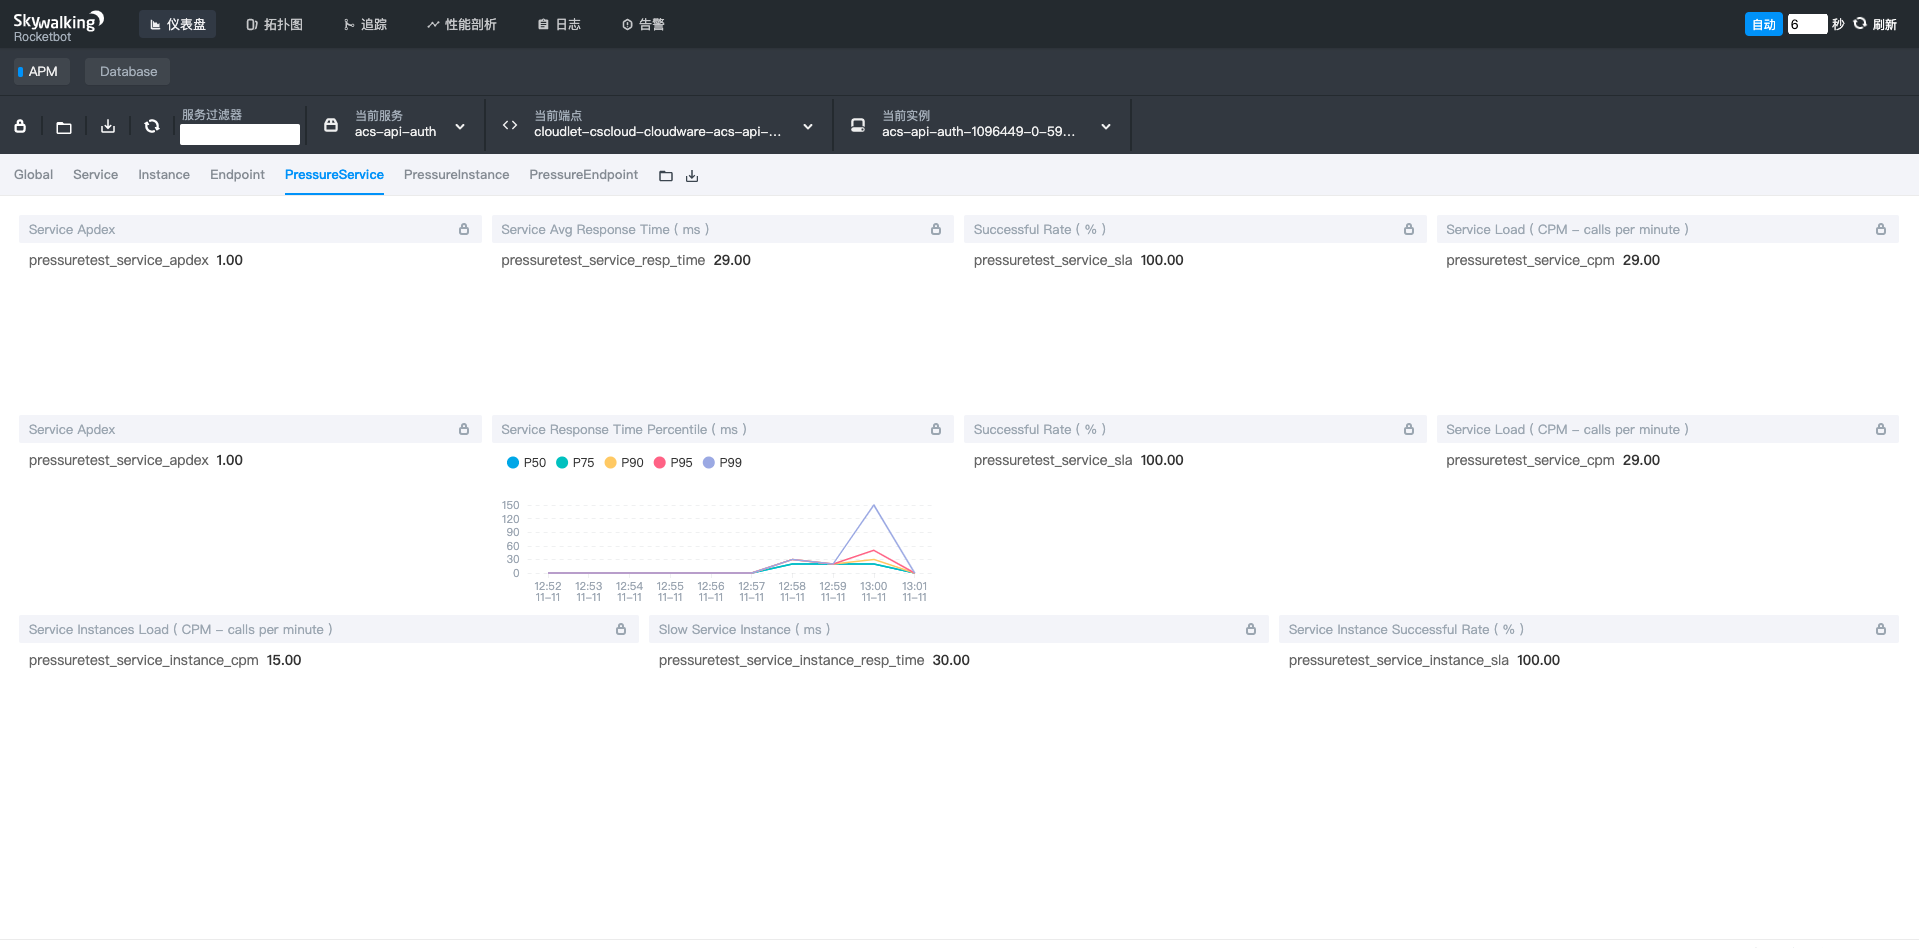 Skywalking
Rocketbot
仪表盘
拓扑图
追踪
性能剖析
日志
告警
自动
6
秒
刷新
APM
Database
服务过滤器
当前服务
acs-api-auth
当前端点
cloudlet-cscloud-cloudware-acs-api-...
当前实例
acs-api-auth-1096449-0-59...
Global
Service
Instance
Endpoint
PressureService
PressureInstance
PressureEndpoint
Service Apdex
Service Avg Response Time ( ms )
Successful Rate ( % )
Service Load ( CPM - calls per minute )
pressuretest_service_apdex 1.00
pressuretest_service_resp_time 29.00
pressuretest_service_sla 100.00
pressuretest_service_cpm 29.00
Service Apdex
Service Response Time Percentile ( ms )
Successful Rate ( % )
Service Load ( CPM - calls per minute )
pressuretest_service_apdex 1.00
P50 P75 P90 P95 P99
pressuretest_service_sla 100.00
pressuretest_service_cpm 29.00
150
120
90
60
30
0
12:52 12:53 12:54 12:55 12:56 12:57 12:58 12:59 13:00 13:01
11-11 11-11 11-11 11-11 11-11 11-11 11-11 11-11 11-11 11-11
Service Instances Load ( CPM - calls per minute )
Slow Service Instance ( ms )
Service Instance Successful Rate ( % )
pressuretest_service_instance_cpm 15.00
pressuretest_service_instance_resp_time 30.00
pressuretest_service_instance_sla 100.00